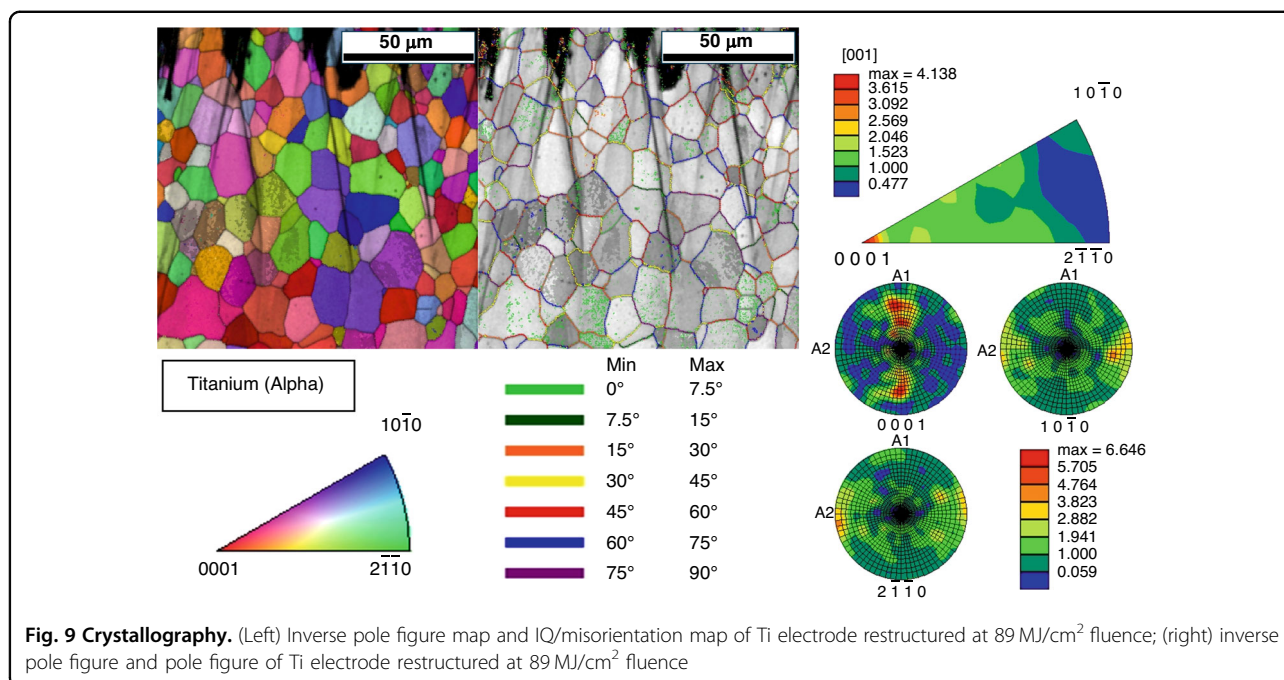 50 μm
50 μm
Titanium (Alpha)
101̅0
0001
21̅1̅0
Min Max
0° 7.5°
7.5° 15°
15° 30°
30° 45°
45° 60°
60° 75°
75° 90°
[001]
max = 4.138
3.615
3.092
2.569
2.046
1.523
1.000
0.477
1 0 1̅ 0
0 0 0 1
2 1̅ 1̅ 0
A1
A2
0 0 0 1
A1
A2
1 0 1̅ 0
A1
A2
2 1̅ 1̅ 0
max = 6.646
5.705
4.764
3.823
2.882
1.941
1.000
0.059
Fig. 9 Crystallography. (Left) Inverse pole figure map and IQ/misorientation map of Ti electrode restructured at 89 MJ/cm² fluence; (right) inverse
pole figure and pole figure of Ti electrode restructured at 89 MJ/cm² fluence